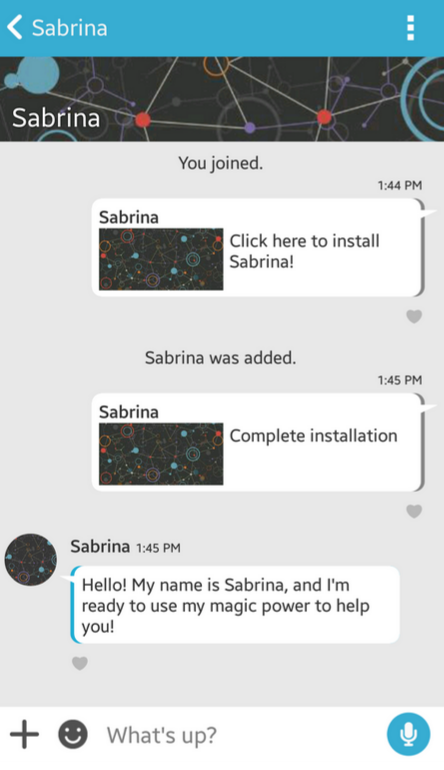 Sabrina
Sabrina
You joined.
1:44 PM
Sabrina
Click here to install
Sabrina!
Sabrina was added.
1:45 PM
Sabrina
Complete installation
Sabrina 1:45 PM
Hello! My name is Sabrina, and I'm
ready to use my magic power to help
you!
What's up?